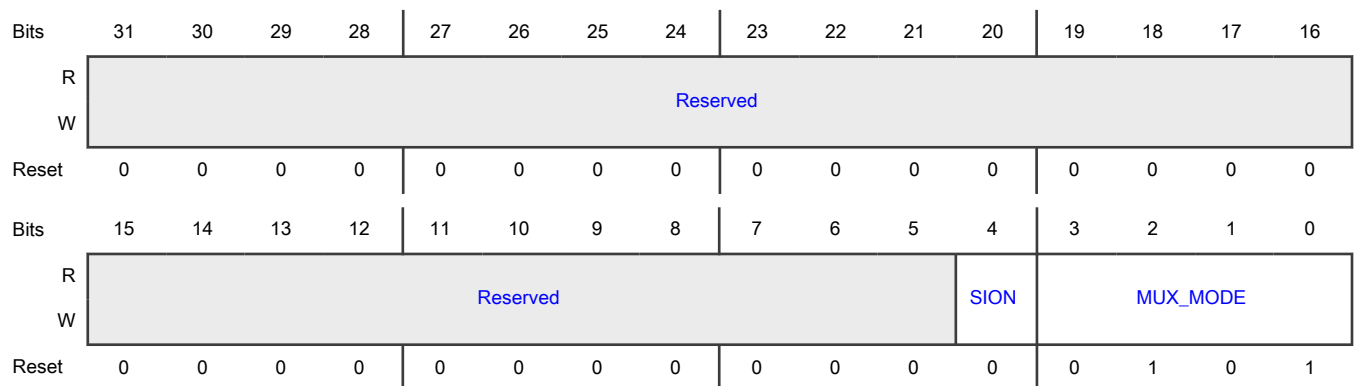 Bits 31 30 29 28 27 26 25 24 23 22 21 20 19 18 17 16
R
Reserved
W
Reset 0 0 0 0 0 0 0 0 0 0 0 0 0 0 0 0
Bits 15 14 13 12 11 10 9 8 7 6 5 4 3 2 1 0
R
Reserved SION MUX_MODE
W
Reset 0 0 0 0 0 0 0 0 0 0 0 0 0 1 0 1